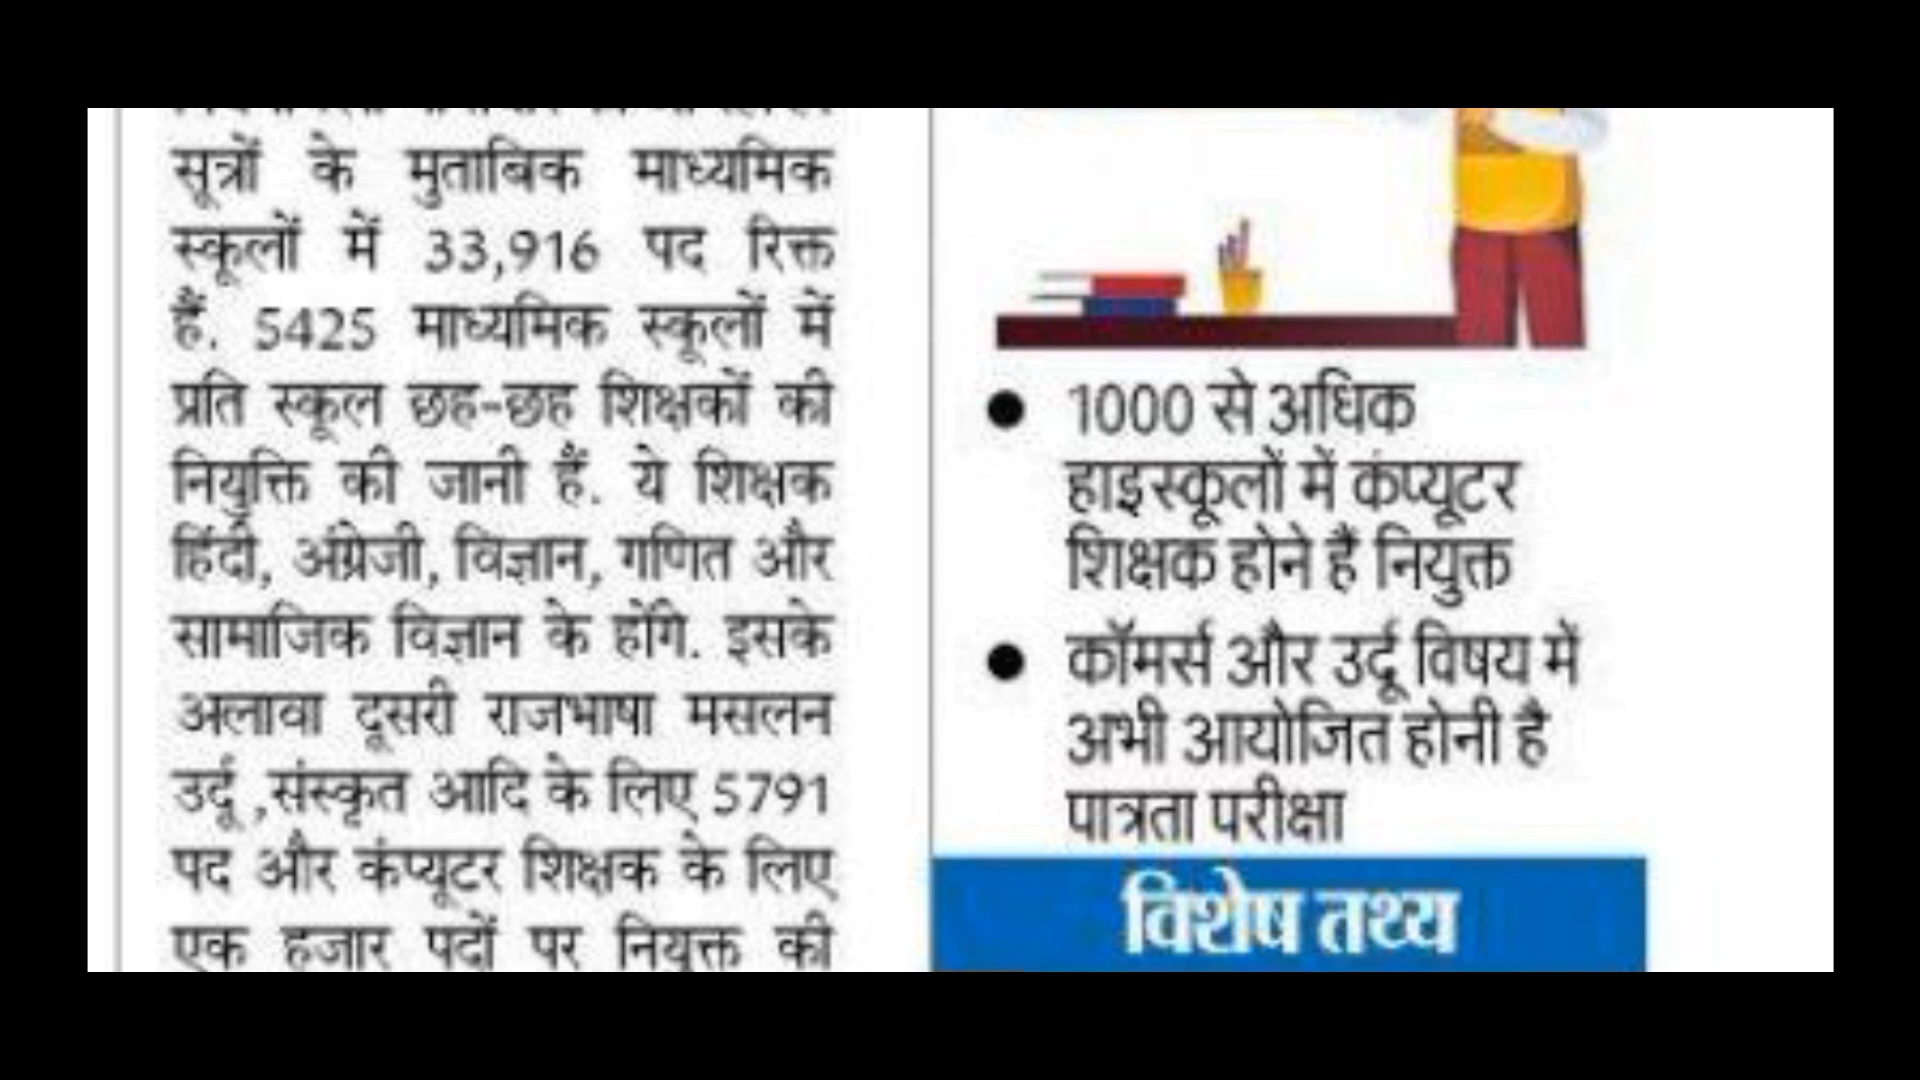 सूत्रों के मुताबिक माध्यमिक
स्कूलों में 33,916 पद रिक्त
हैं. 5425 माध्यमिक स्कूलों में
प्रति स्कूल छह-छह शिक्षकों की
नियुक्ति की जानी हैं. ये शिक्षक
हिंदी, अंग्रेजी, विज्ञान, गणित और
सामाजिक विज्ञान के होंगे. इसके
अलावा दूसरी राजभाषा मसलन
उर्दू ,संस्कृत आदि के लिए 5791
पद और कंप्यूटर शिक्षक के लिए
एक हजार पदों पर नियुक्त की
● 1000 से अधिक
हाइस्कूलों में कंप्यूटर
शिक्षक होने हैं नियुक्त
● कॉमर्स और उर्दू विषय में
अभी आयोजित होनी है
पात्रता परीक्षा
विशेष तथ्य